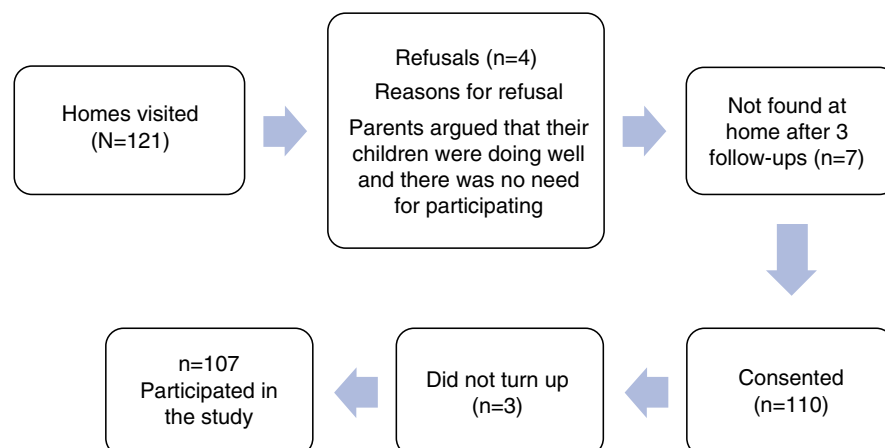 Homes visited
(N=121)
Refusals (n=4)
Reasons for refusal
Parents argued that their
children were doing well
and there was no need
for participating
Not found at
home after 3
follow-ups (n=7)
Consented
(n=110)
Did not turn up
(n=3)
n=107
Participated in
the study